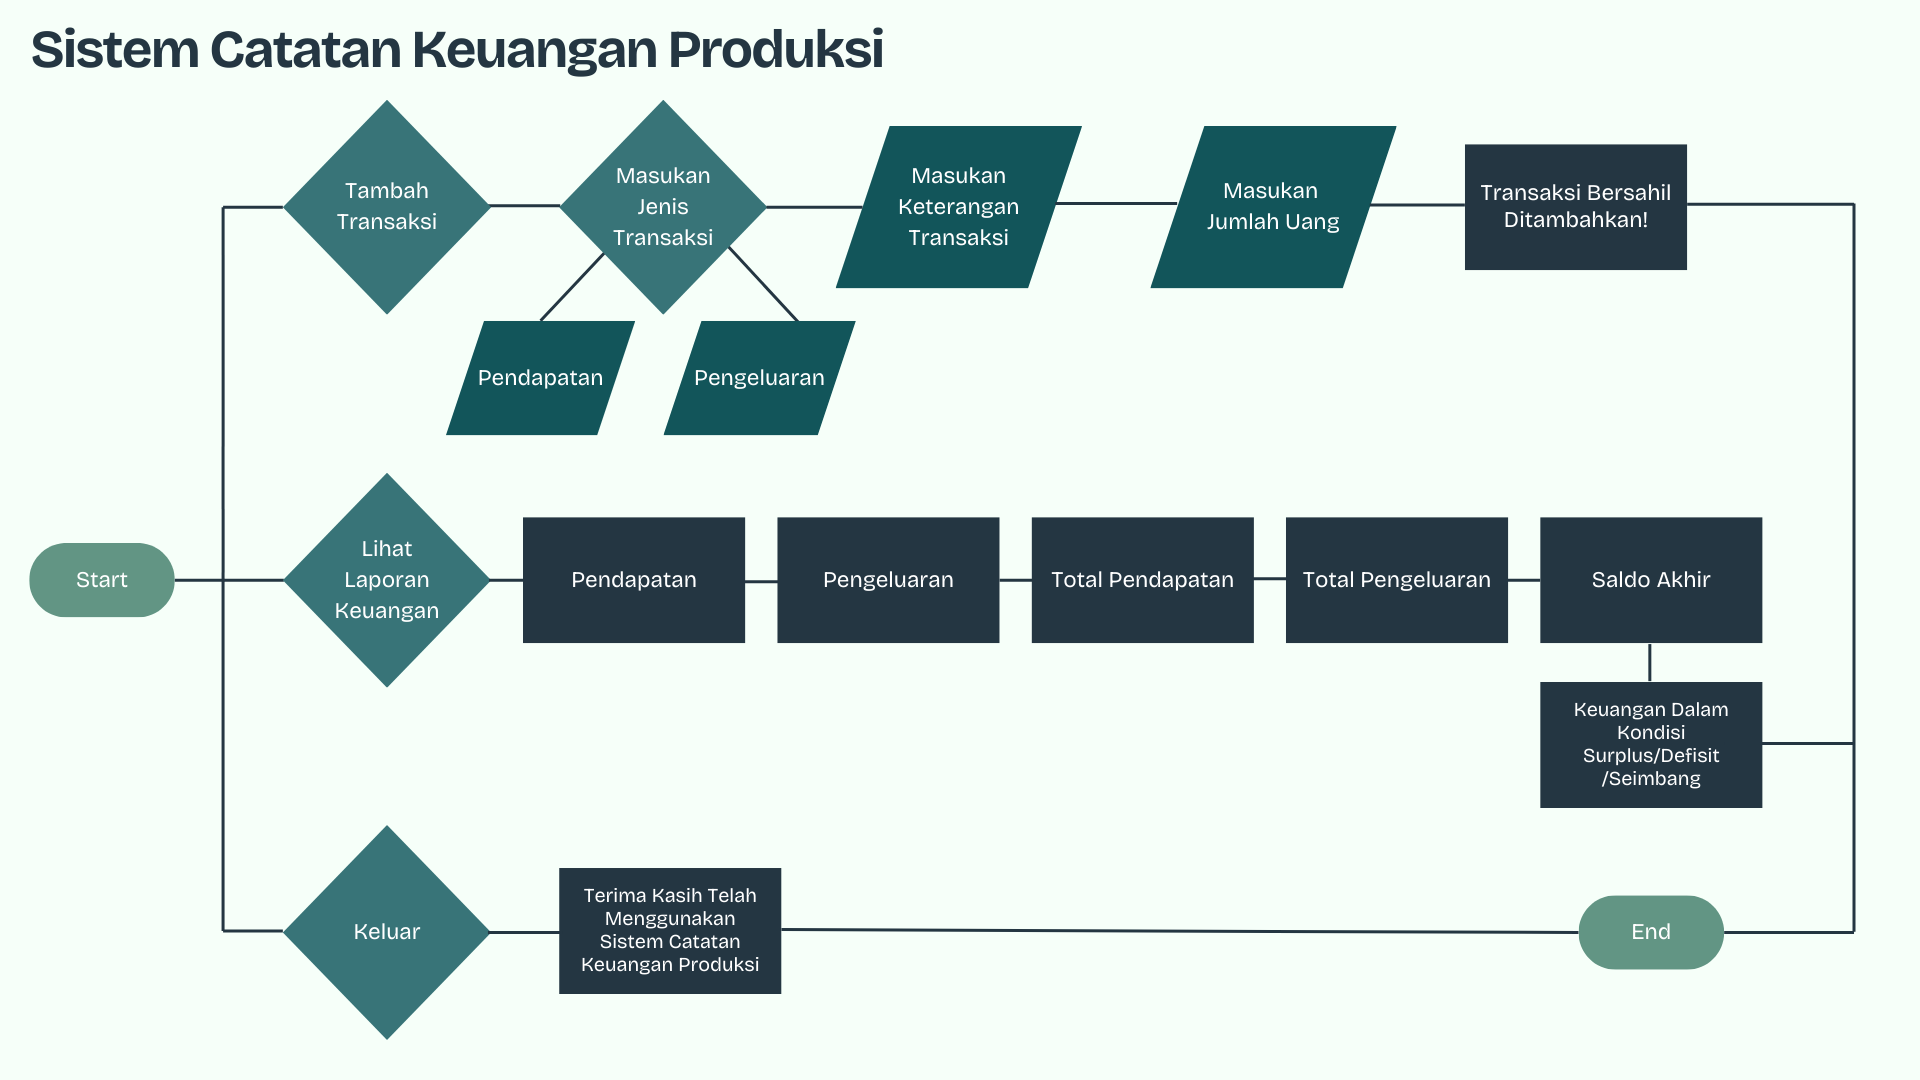 Sistem Catatan Keuangan Produksi
Tambah
Transaksi
Masukan
Jenis
Transaksi
Masukan
Keterangan
Transaksi
Masukan
Jumlah Uang
Transaksi Bersahil
Ditambahkan!
Pendapatan
Pengeluaran
Start
Lihat
Laporan
Keuangan
Pendapatan
Pengeluaran
Total Pendapatan
Total Pengeluaran
Saldo Akhir
Keuangan Dalam
Kondisi
Surplus/Defisit
/Seimbang
Keluar
Terima Kasih Telah
Menggunakan
Sistem Catatan
Keuangan Produksi
End